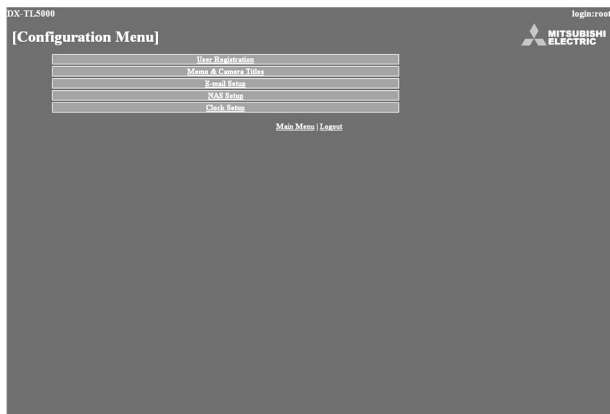 DX-TL5000 login:root
[Configuration Menu]
MITSUBISHI
ELECTRIC
User Registration
Memo & Camera Titles
E-mail Setup
NAS Setup
Clock Setup
Main Menu | Logout